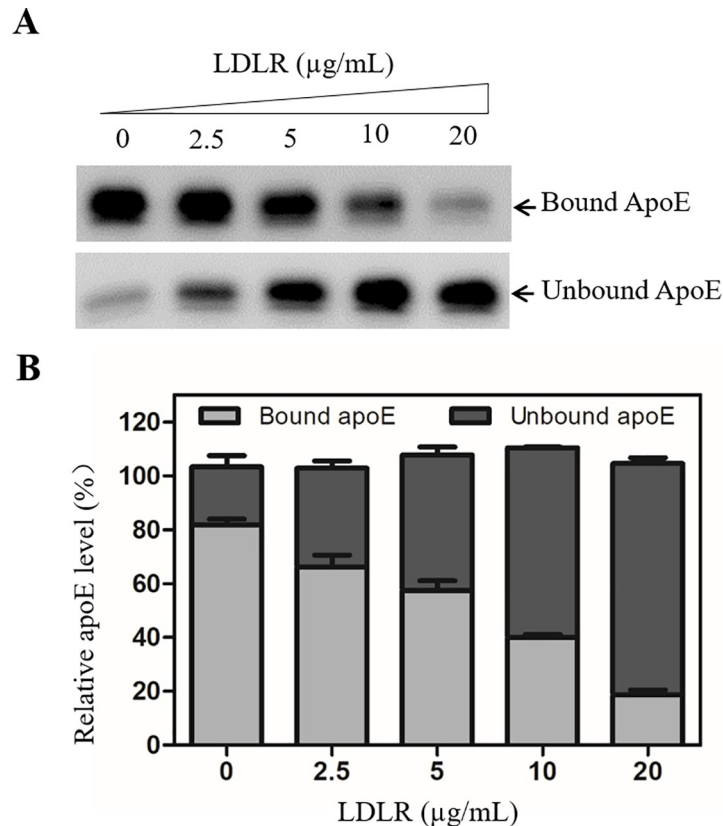 A
LDLR (µg/mL)
0 2.5 5 10 20
Bound ApoE
Unbound ApoE
B
Bound apoE Unbound apoE
120
100
80
60
40
20
0
Relative apoE level (%)
0 2.5 5 10 20
LDLR (µg/mL)